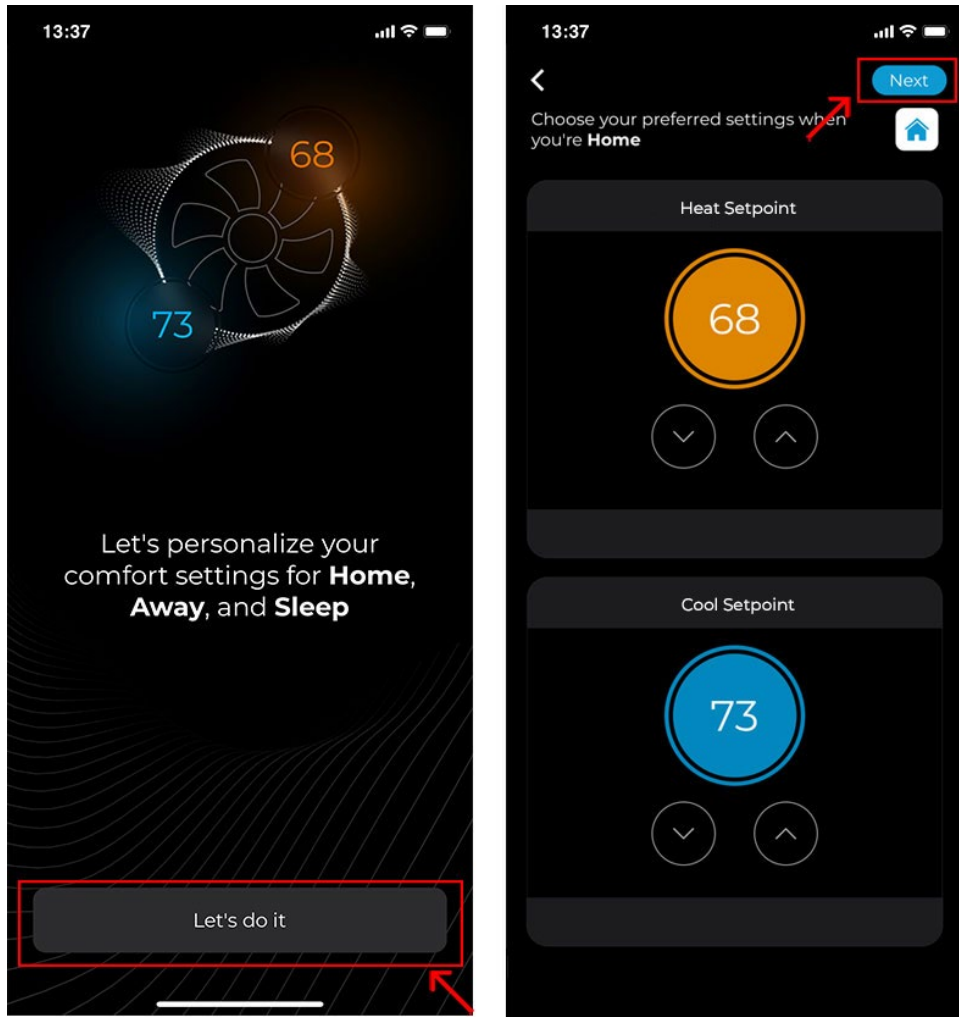 13:37
68
73
Let's personalize your
comfort settings for Home,
Away, and Sleep
Let's do it
13:37
Next
Choose your preferred settings when
you're Home
Heat Setpoint
68
Cool Setpoint
73